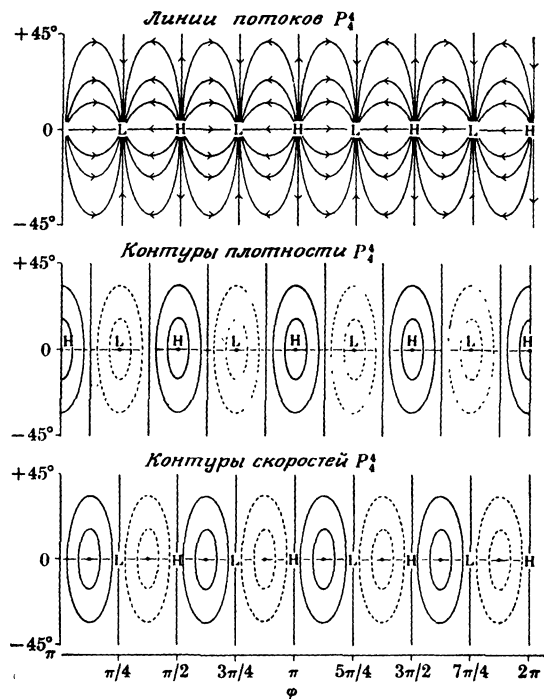 Линии потоков P₄⁴
+45°
0 L H L H L H L H
−45°
Контуры плотности P₄⁴
+45°
H L H L H L H L H
0
−45°
Контуры скоростей P₄⁴
+45°
0 L H L H L H L H
−45°
π π/4 π/2 3π/4 π 5π/4 3π/2 7π/4 2π
φ